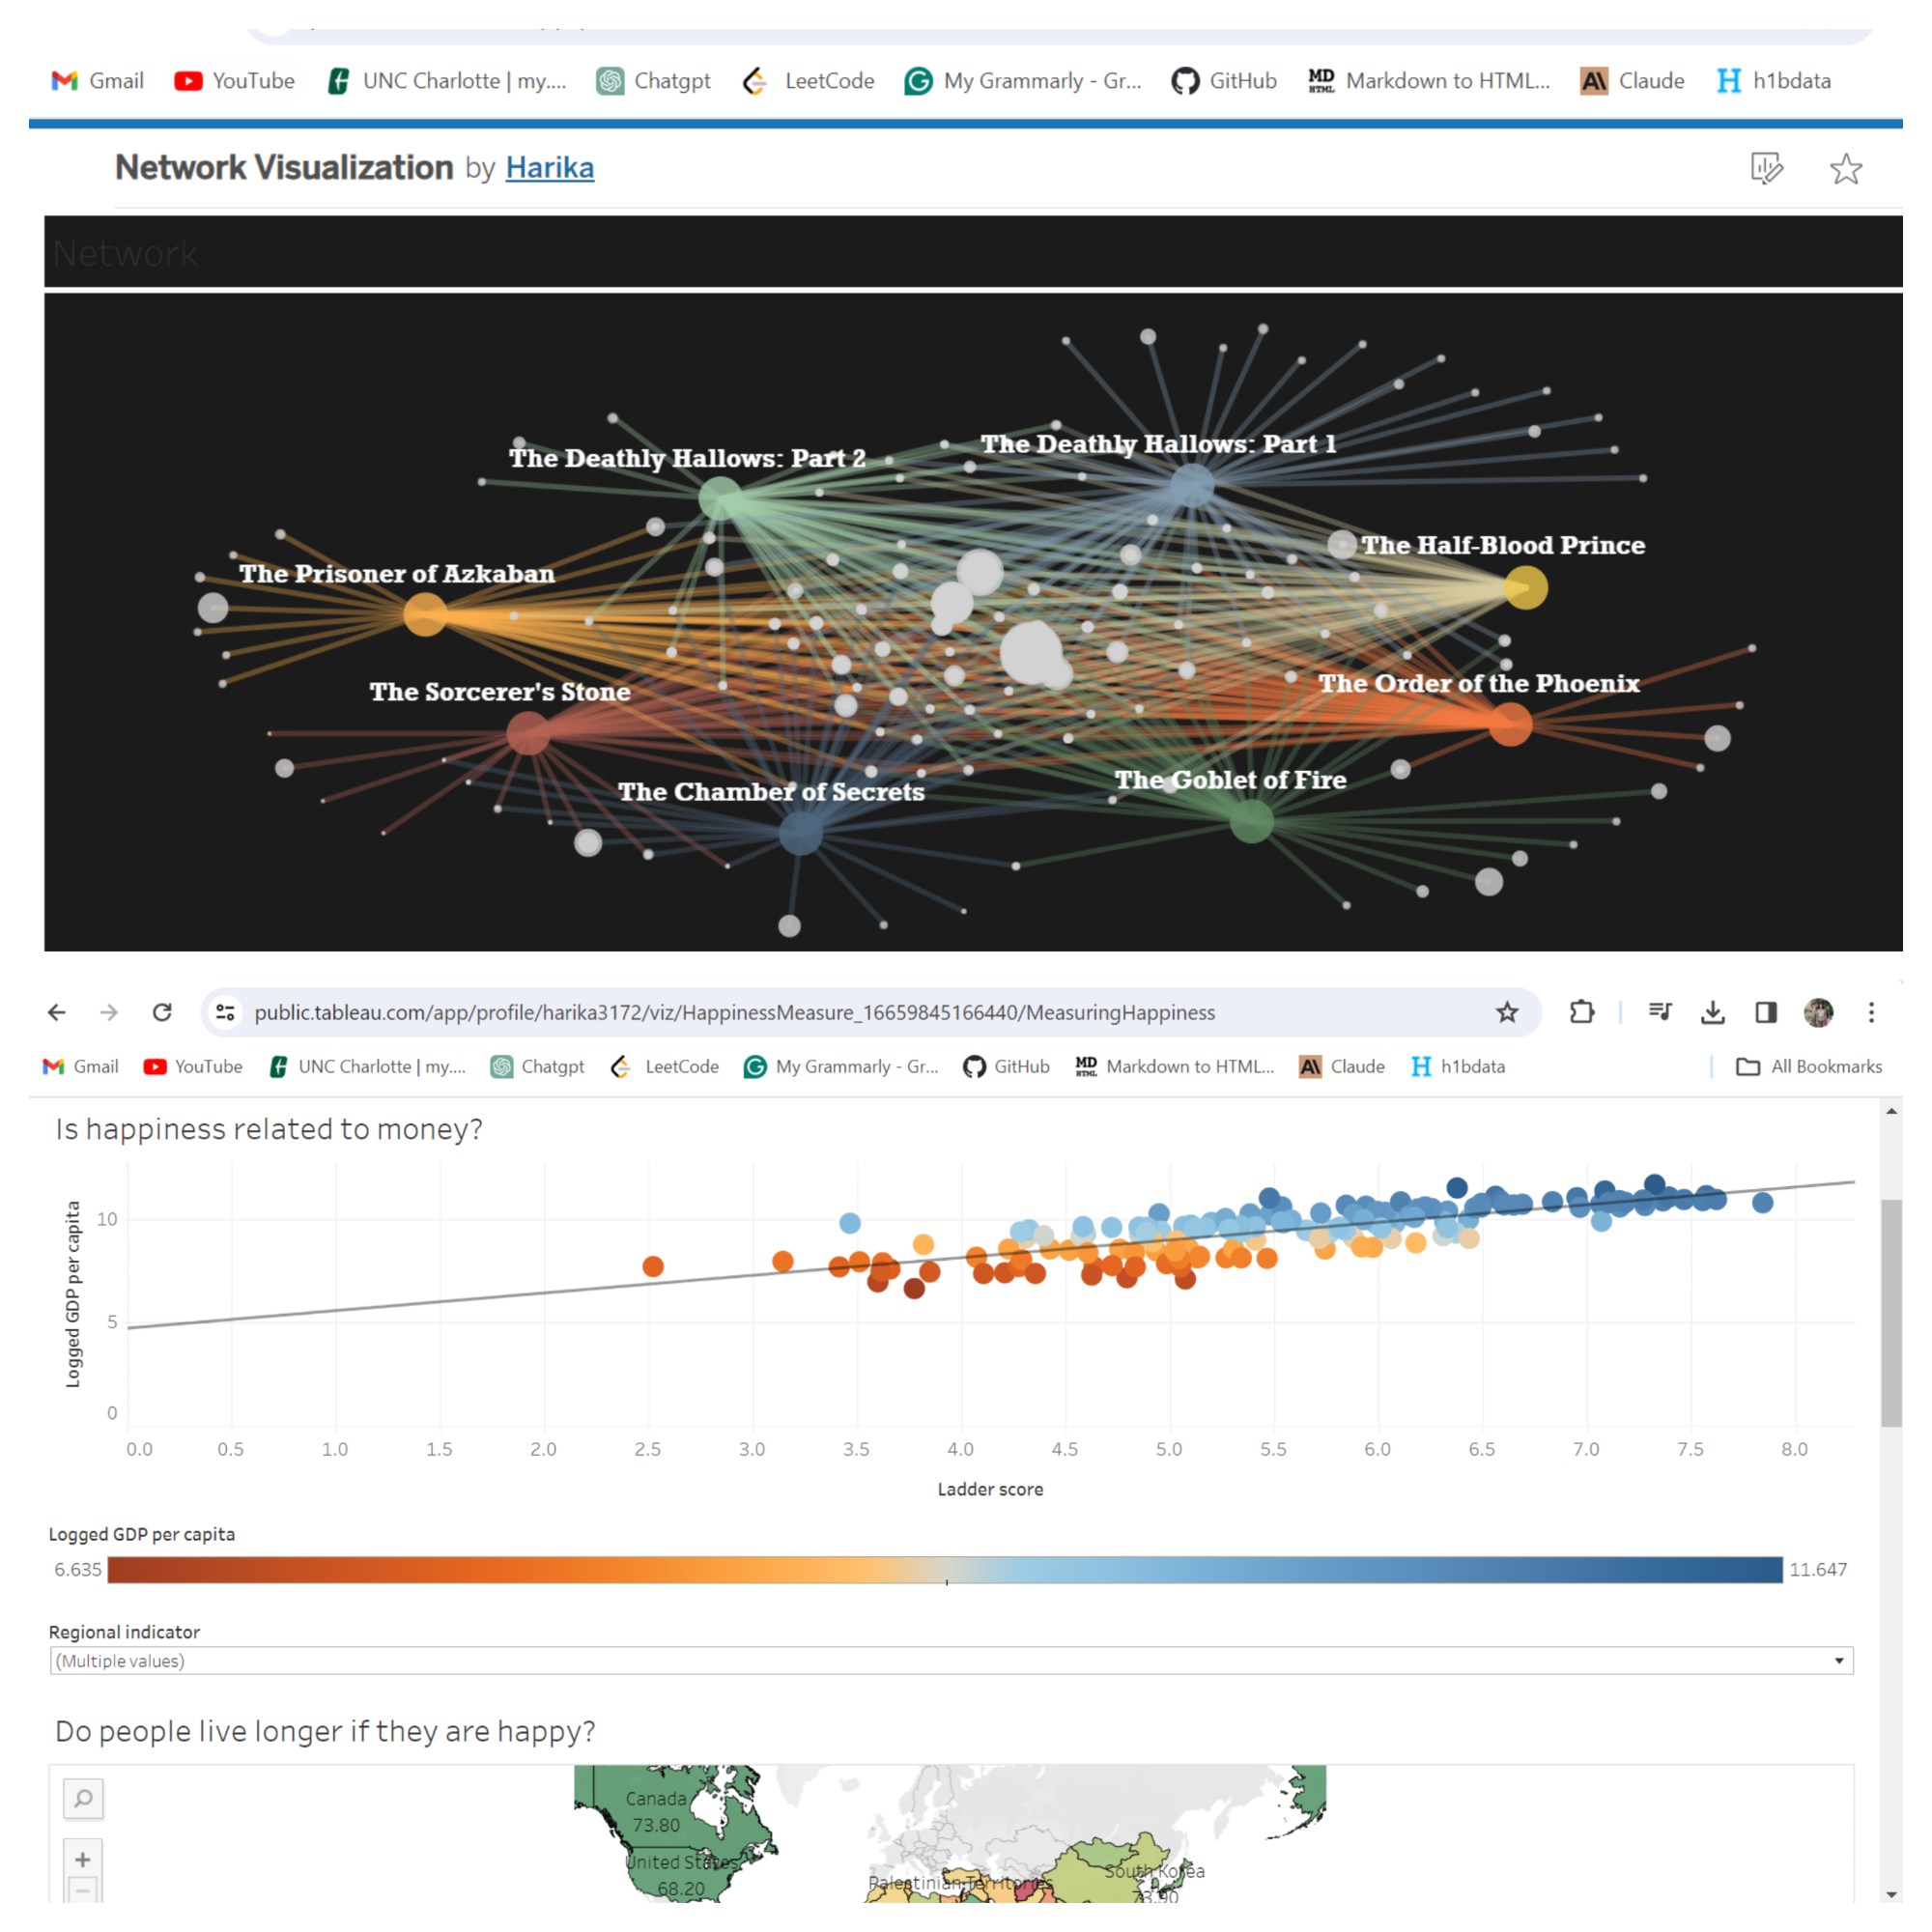 Gmail YouTube UNC Charlotte | my.... Chatgpt LeetCode My Grammarly - Gr... GitHub MD HTML Markdown to HTML... Claude h1bdata
Network Visualization by Harika
Network
The Deathly Hallows: Part 1
The Deathly Hallows: Part 2
The Half-Blood Prince
The Prisoner of Azkaban
The Order of the Phoenix
The Sorcerer's Stone
The Goblet of Fire
The Chamber of Secrets
public.tableau.com/app/profile/harika3172/viz/HappinessMeasure_16659845166440/MeasuringHappiness
Gmail YouTube UNC Charlotte | my.... Chatgpt LeetCode My Grammarly - Gr... GitHub MD HTML Markdown to HTML... Claude h1bdata All Bookmarks
Is happiness related to money?
Logged GDP per capita
10
5
0
0.0 0.5 1.0 1.5 2.0 2.5 3.0 3.5 4.0 4.5 5.0 5.5 6.0 6.5 7.0 7.5 8.0
Ladder score
Logged GDP per capita
6.635 11.647
Regional indicator
(Multiple values)
Do people live longer if they are happy?
Canada
73.80
United States
68.20
Palestinian Territories
South Korea
73.90